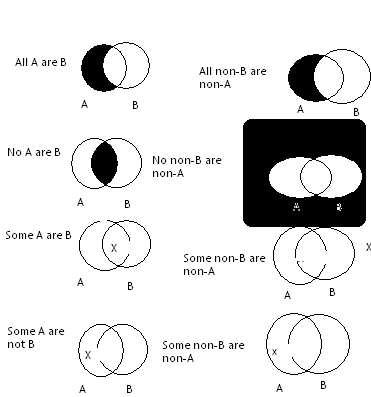 All A are B
A B
All non-B are
non-A
A B
No A are B
A B
No non-B are
non-A
A B
Some A are B
X
A B
Some non-B are
non-A
X
A B
Some A are
not B
X
A B
Some non-B are
non-A
x
A B